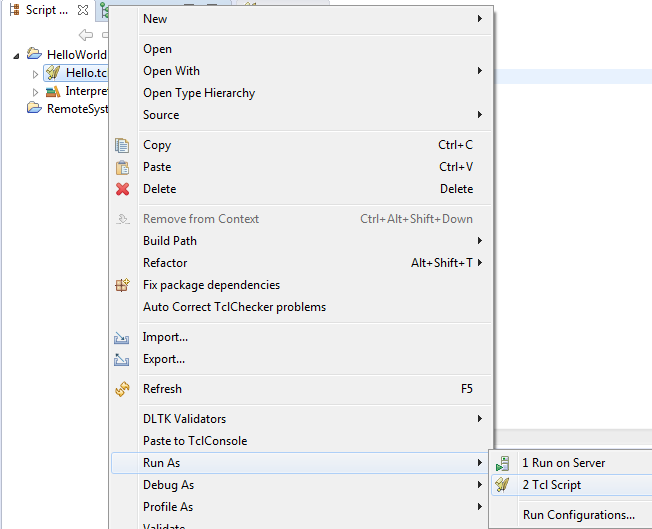 Script ...
New
Open
HelloWorld
Hello.tc
Open With
Interpre
Open Type Hierarchy
RemoteSyst
Source
Copy Ctrl+C
Paste Ctrl+V
Delete Delete
Remove from Context Ctrl+Alt+Shift+Down
Build Path
Refactor Alt+Shift+T
Fix package dependencies
Auto Correct TclChecker problems
Import...
Export...
Refresh F5
DLTK Validators
Paste to TclConsole
Run As
1 Run on Server
Debug As
2 Tcl Script
Profile As
Run Configurations...
Validate